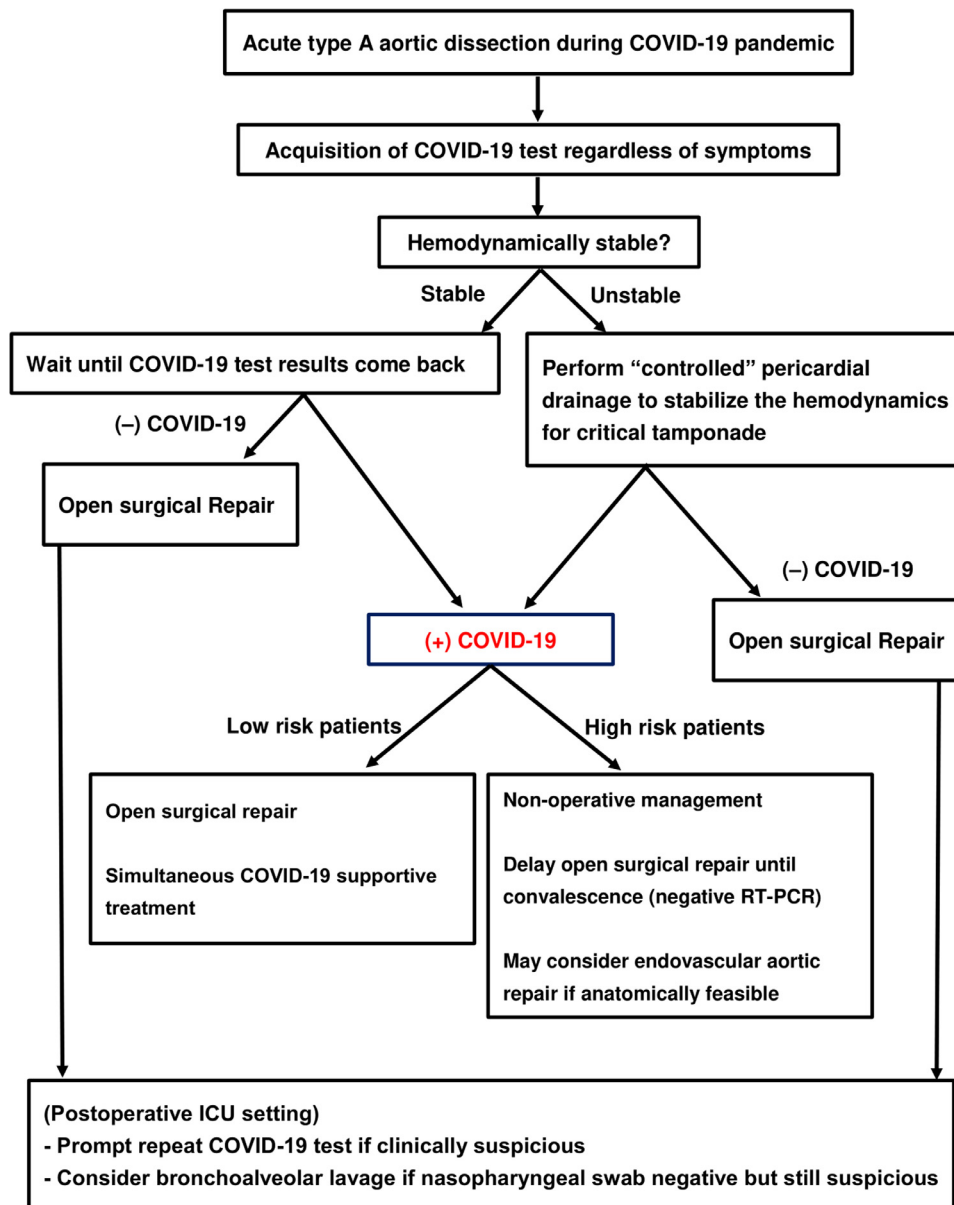 Acute type A aortic dissection during COVID-19 pandemic
Acquisition of COVID-19 test regardless of symptoms
Hemodynamically stable?
Stable
Unstable
Wait until COVID-19 test results come back
Perform “controlled” pericardial
drainage to stabilize the hemodynamics
for critical tamponade
(–) COVID-19
Open surgical Repair
(–) COVID-19
Open surgical Repair
(+) COVID-19
Low risk patients
High risk patients
Open surgical repair
Simultaneous COVID-19 supportive
treatment
Non-operative management
Delay open surgical repair until
convalescence (negative RT-PCR)
May consider endovascular aortic
repair if anatomically feasible
(Postoperative ICU setting)
- Prompt repeat COVID-19 test if clinically suspicious
- Consider bronchoalveolar lavage if nasopharyngeal swab negative but still suspicious